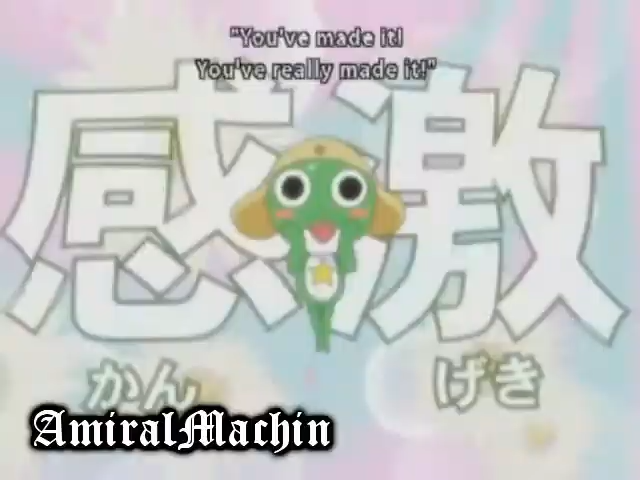 "You've made it!
You've really made it!"
感激
かん げき
AmiralMachin